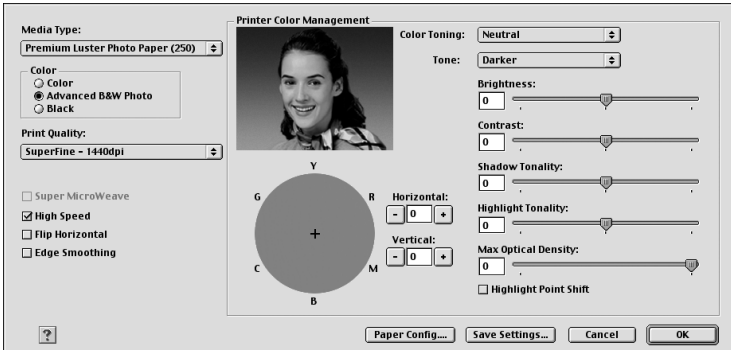 Media Type:
Premium Luster Photo Paper (250)
Color
Color
Advanced B&W Photo
Black
Print Quality:
SuperFine - 1440dpi
Super MicroWeave
High Speed
Flip Horizontal
Edge Smoothing
Printer Color Management
Color Toning: Neutral
Tone: Darker
Y
G R
C M
B
Horizontal:
- 0 +
Vertical:
- 0 +
Brightness:
0
Contrast:
0
Shadow Tonality:
0
Highlight Tonality:
0
Max Optical Density:
0
Highlight Point Shift
? Paper Config.... Save Settings... Cancel OK